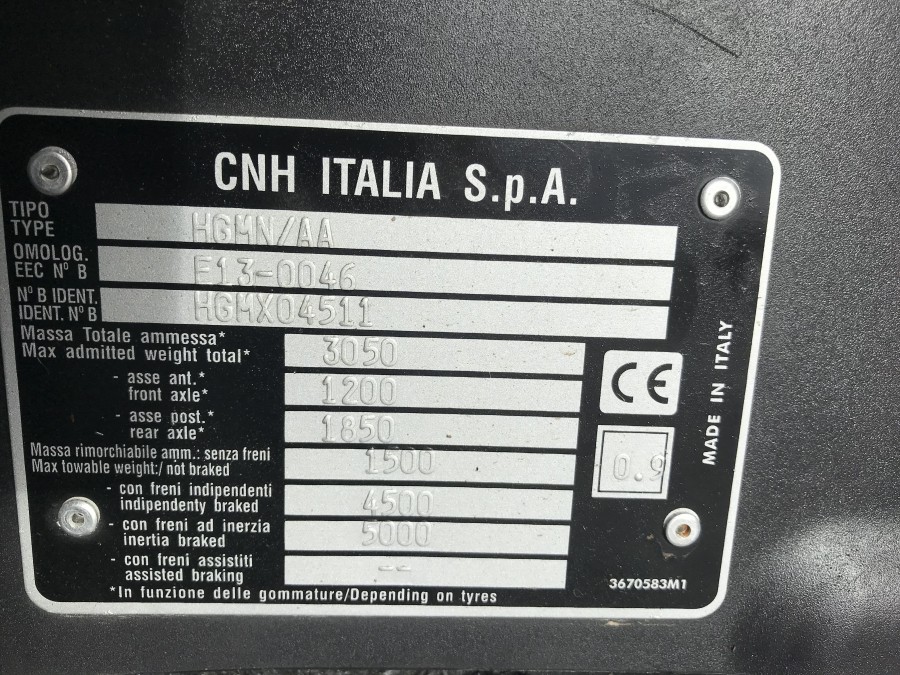 CNH ITALIA S.p.A.
TIPO
TYPE
HGMN/AA
OMOLOG.
EEC Nº B
E13-0046
Nº B IDENT.
IDENT. Nº B
HGMX04511
Massa Totale ammessa*
Max admitted weight total*
3050
- asse ant.*
front axle*
1200
- asse post.*
rear axle*
1850
Massa rimorchiabile amm.: senza freni
Max towable weight:/ not braked
1500
- con freni indipendenti
indipendenty braked
4500
- con freni ad inerzia
inertia braked
5000
- con freni assistiti
assisted braking
--
*In funzione delle gommature/Depending on tyres
CE
0.9
MADE IN ITALY
3670583M1